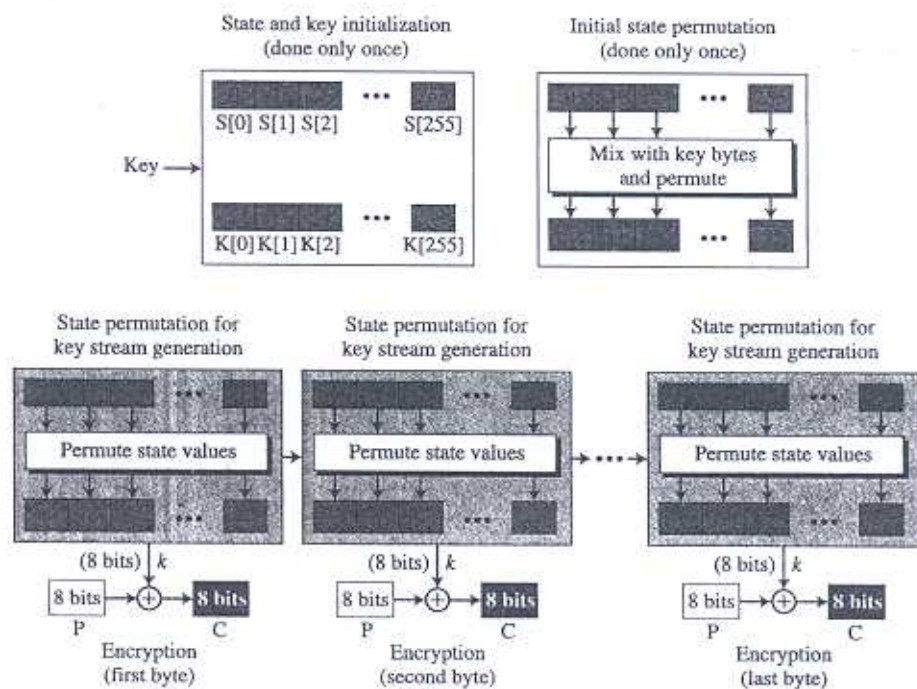 State and key initialization
(done only once)
Initial state permutation
(done only once)
S[0] S[1] S[2] ••• S[255]
Key
K[0] K[1] K[2] ••• K[255]
•••
Mix with key bytes
and permute
•••
State permutation for
key stream generation
•••
Permute state values
•••
(8 bits) k
8 bits + 8 bits
P C
Encryption
(first byte)
State permutation for
key stream generation
•••
Permute state values
•••
(8 bits) k
8 bits + 8 bits
P C
Encryption
(second byte)
•••
State permutation for
key stream generation
•••
Permute state values
•••
(8 bits) k
8 bits + 8 bits
P C
Encryption
(last byte)